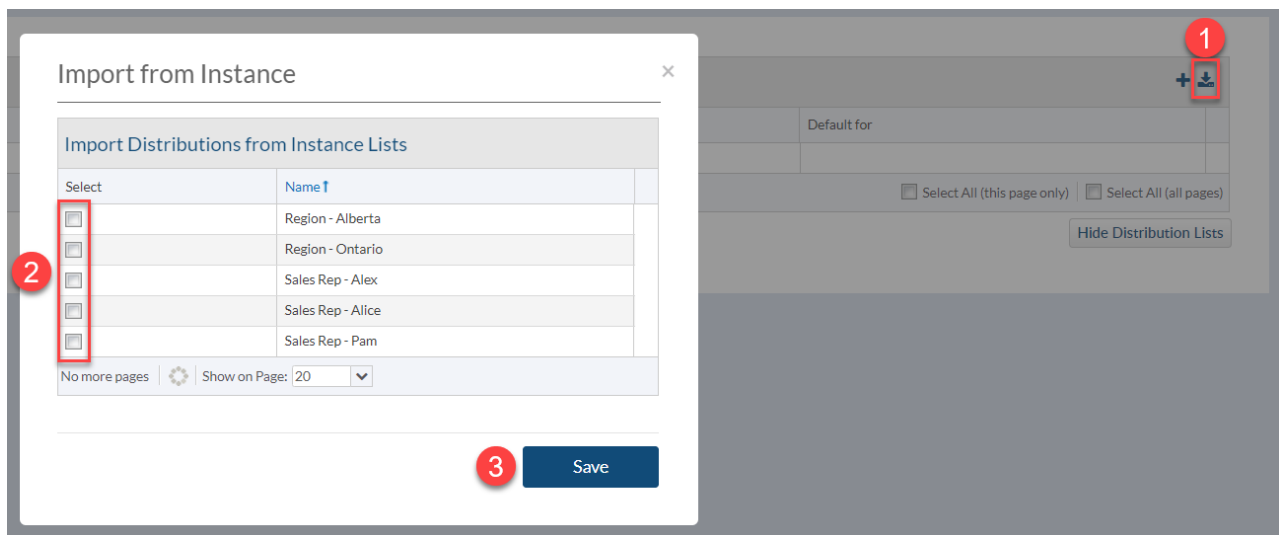 1
Import from Instance ×
+
Import Distributions from Instance Lists
Default for
Select Name↑
Select All (this page only) Select All (all pages)
Region - Alberta
Hide Distribution Lists
Region - Ontario
2
Sales Rep - Alex
Sales Rep - Alice
Sales Rep - Pam
No more pages Show on Page: 20
3 Save